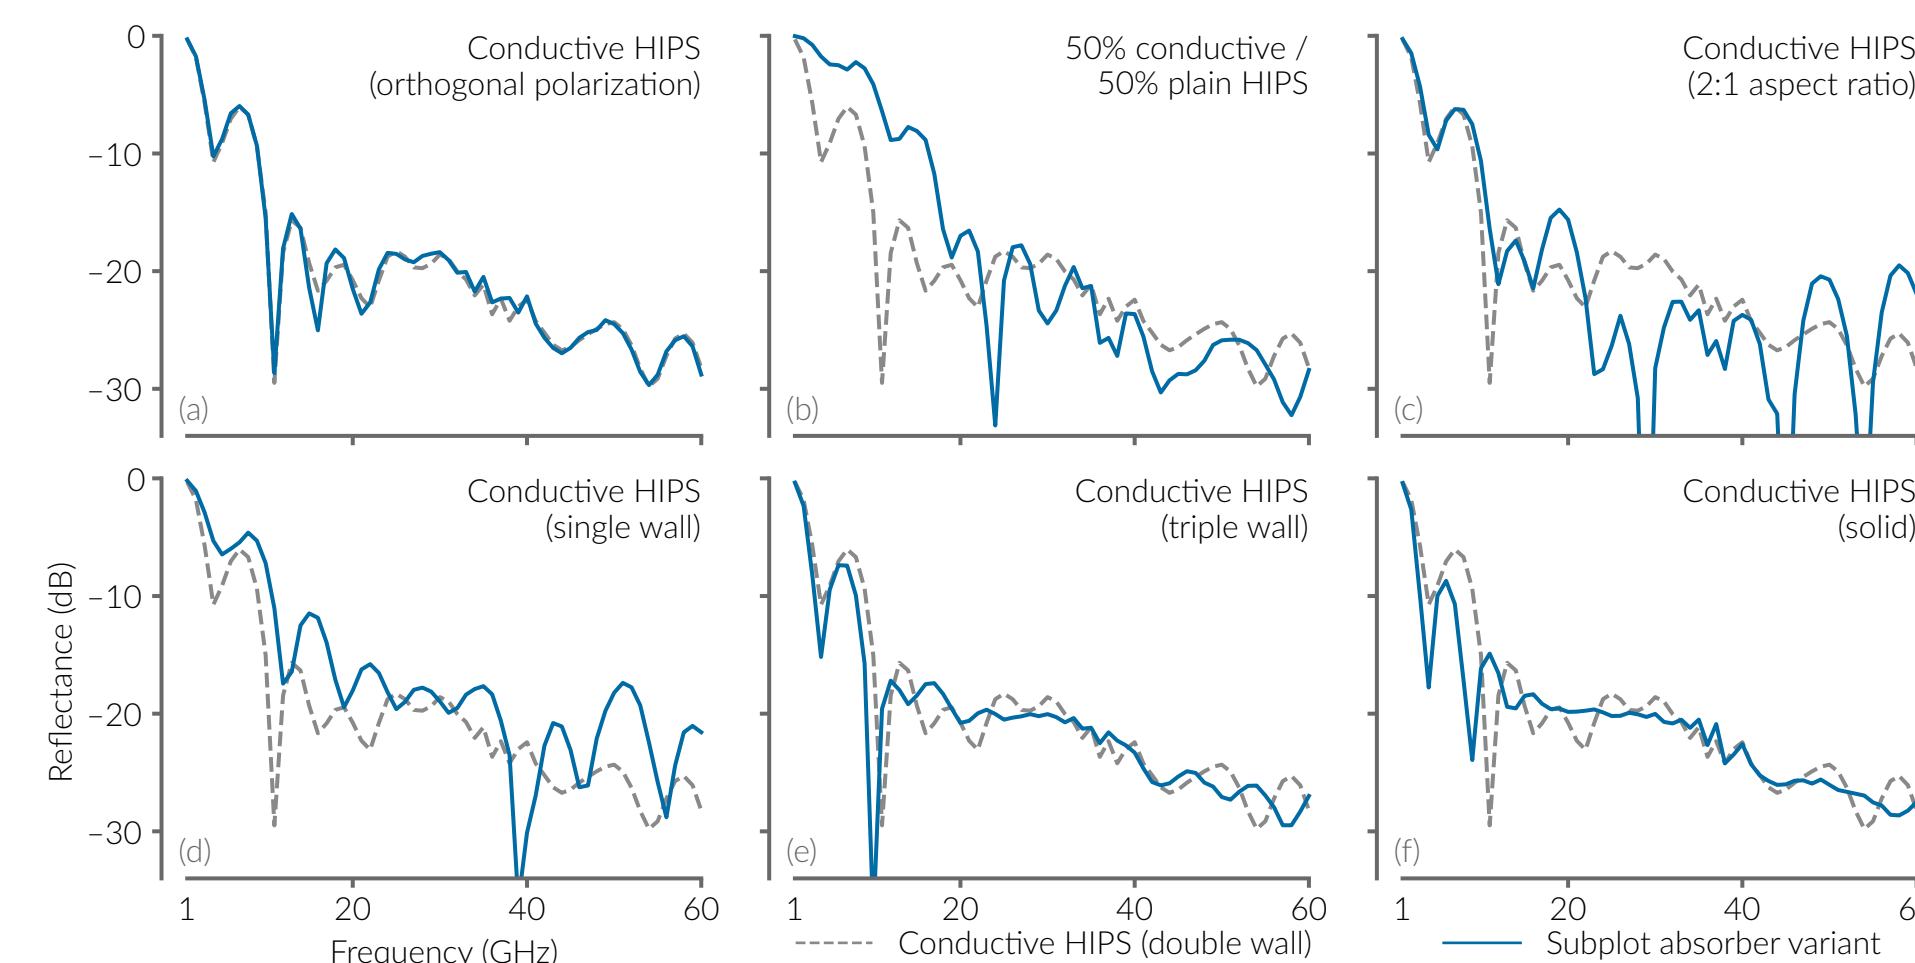 0
Conductive HIPS
(orthogonal polarization)
−10
−20
−30
(a)
50% conductive /
50% plain HIPS
(b)
Conductive HIPS
(2:1 aspect ratio)
(c)
0
Conductive HIPS
(single wall)
−10
−20
−30
(d)
Reflectance (dB)
1 20 40 60
Frequency (GHz)
Conductive HIPS
(triple wall)
(e)
1 20 40 60
Conductive HIPS
(solid)
(f)
1 20 40 6
Conductive HIPS (double wall)
Subplot absorber variant